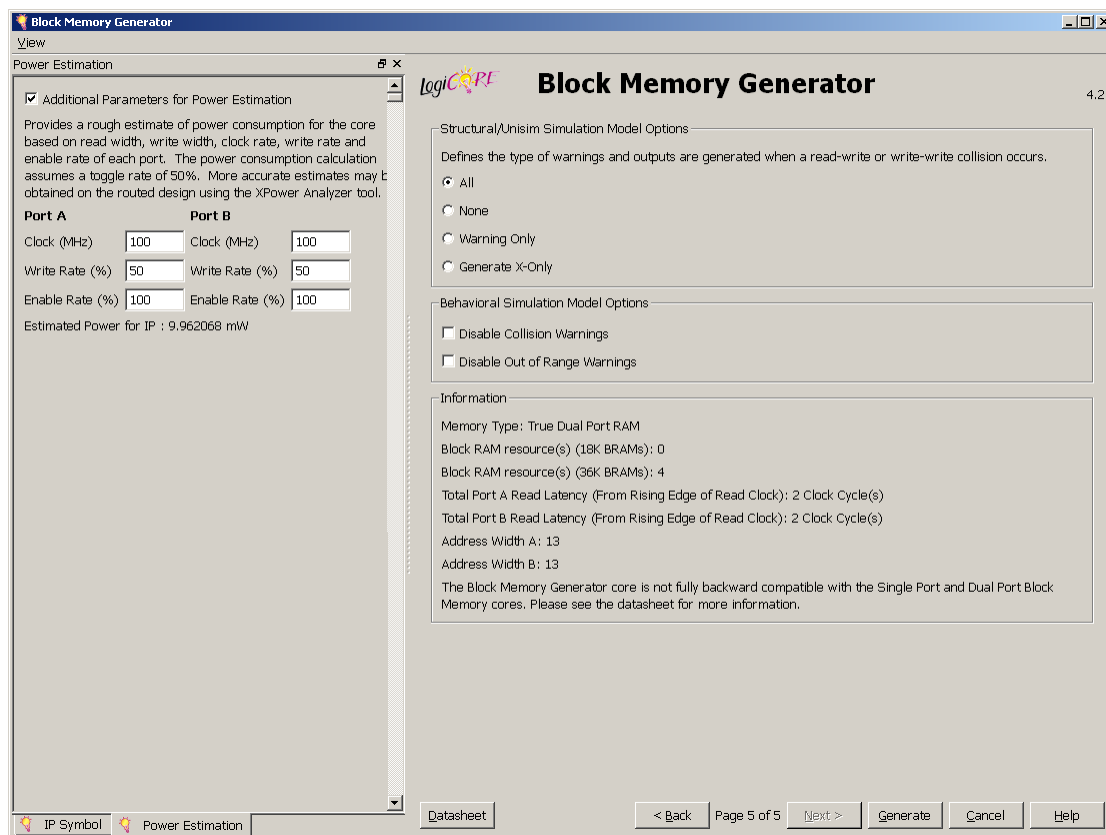 Block Memory Generator
View
Power Estimation
Additional Parameters for Power Estimation
Provides a rough estimate of power consumption for the core
based on read width, write width, clock rate, write rate and
enable rate of each port. The power consumption calculation
assumes a toggle rate of 50%. More accurate estimates may b
obtained on the routed design using the XPower Analyzer tool.
Port A Port B
Clock (MHz) 100 Clock (MHz) 100
Write Rate (%) 50 Write Rate (%) 50
Enable Rate (%) 100 Enable Rate (%) 100
Estimated Power for IP : 9.962068 mW
IP Symbol Power Estimation
LogiCORE Block Memory Generator 4.2
Structural/Unisim Simulation Model Options
Defines the type of warnings and outputs are generated when a read-write or write-write collision occurs.
All
None
Warning Only
Generate X-Only
Behavioral Simulation Model Options
Disable Collision Warnings
Disable Out of Range Warnings
Information
Memory Type: True Dual Port RAM
Block RAM resource(s) (18K BRAMs): 0
Block RAM resource(s) (36K BRAMs): 4
Total Port A Read Latency (From Rising Edge of Read Clock): 2 Clock Cycle(s)
Total Port B Read Latency (From Rising Edge of Read Clock): 2 Clock Cycle(s)
Address Width A: 13
Address Width B: 13
The Block Memory Generator core is not fully backward compatible with the Single Port and Dual Port Block
Memory cores. Please see the datasheet for more information.
Datasheet < Back Page 5 of 5 Next > Generate Cancel Help